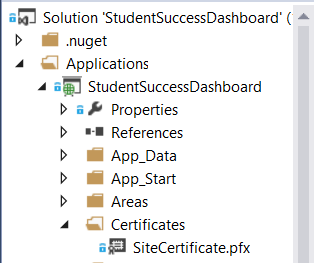 Solution 'StudentSuccessDashboard' (
.nuget
Applications
StudentSuccessDashboard
Properties
References
App_Data
App_Start
Areas
Certificates
SiteCertificate.pfx